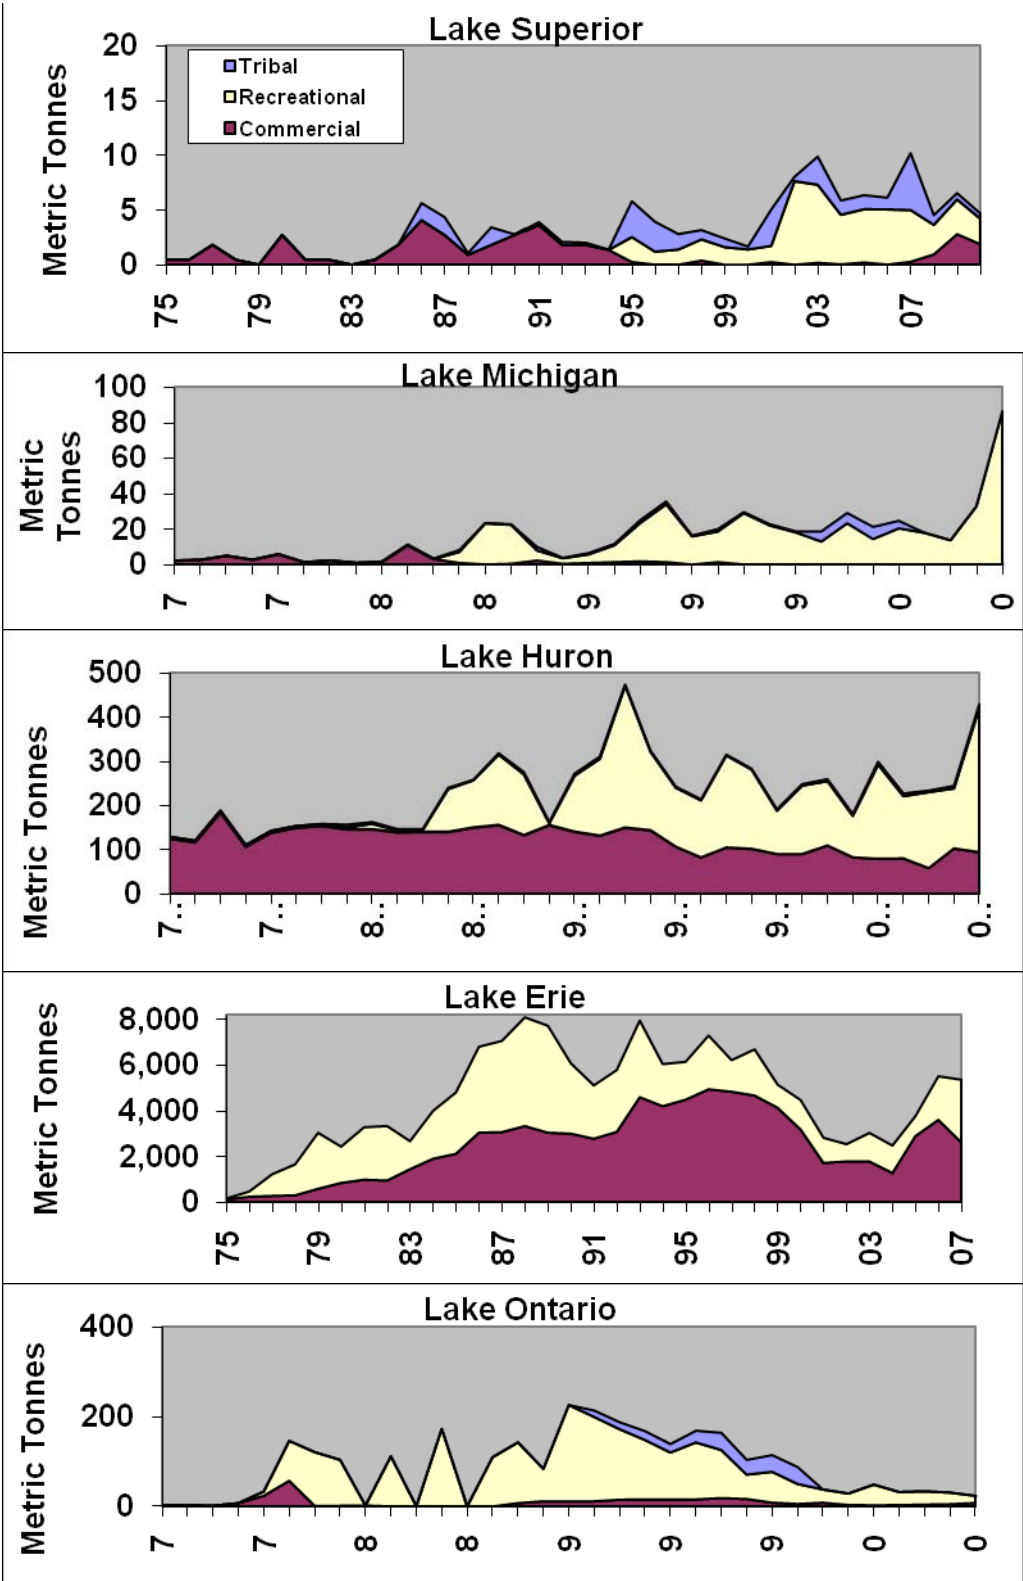 Lake Superior
Metric Tonnes
20
15
10
5
0
Tribal
Recreational
Commercial
75 79 83 87 91 95 99 03 07
Lake Michigan
Metric
Tonnes
100
80
60
40
20
0
7 7 8 8 9 9 9 0 0
Lake Huron
Metric Tonnes
500
400
300
200
100
0
7.. 7.. 8.. 8.. 9.. 9.. 9.. 0.. 0..
Lake Erie
Metric Tonnes
8,000
6,000
4,000
2,000
0
75 79 83 87 91 95 99 03 07
Lake Ontario
Metric Tonnes
400
200
0
7 7 8 8 9 9 9 0 0